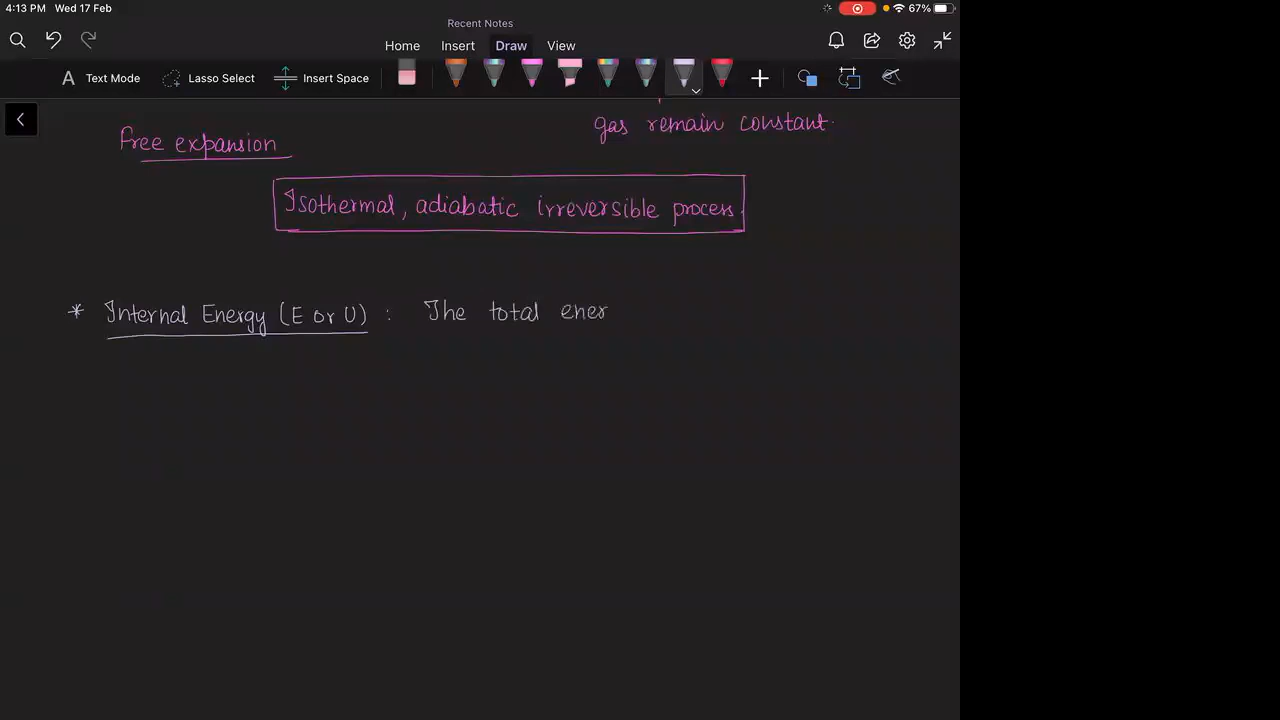 4:13 PM Wed 17 Feb
67%
Recent Notes
Home Insert Draw View
A Text Mode Lasso Select Insert Space
gas remain constant.
Free expansion
Isothermal, adiabatic irreversible process.
* Internal Energy (E or U) : The total ener